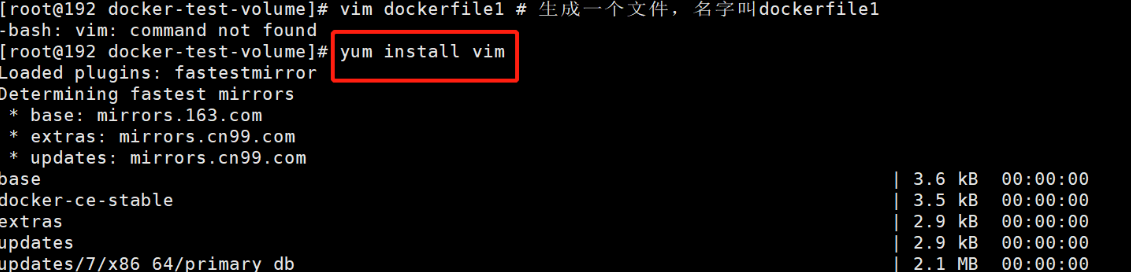 [root@192 docker-test-volume]# vim dockerfile1 # 生成一个文件，名字叫dockerfile1
-bash: vim: command not found
[root@192 docker-test-volume]# yum install vim
Loaded plugins: fastestmirror
Determining fastest mirrors
* base: mirrors.163.com
* extras: mirrors.cn99.com
* updates: mirrors.cn99.com
base | 3.6 kB 00:00:00
docker-ce-stable | 3.5 kB 00:00:00
extras | 2.9 kB 00:00:00
updates | 2.9 kB 00:00:00
updates/7/x86_64/primary_db | 2.1 MB 00:00:00